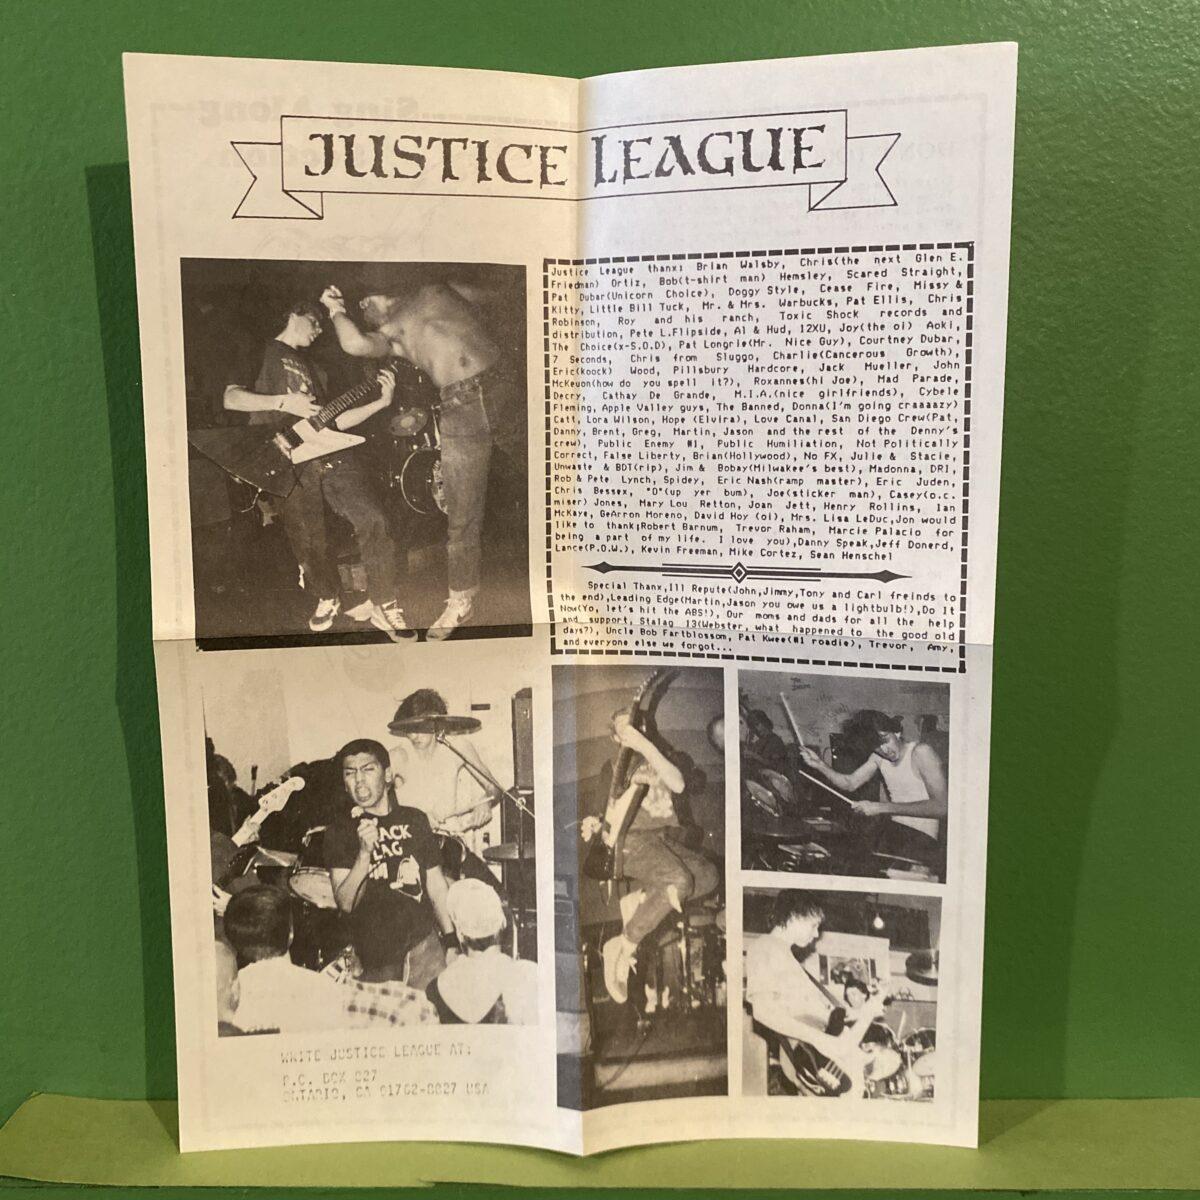 JUSTICE LEAGUE
Justice League thanx: Brian Walsby, Chris(the next Glen E.
Friedman) Ortiz, Bob(t-shirt man) Hemsley, Scared Straight,
Pat Dubar(Unicorn Choice), Doggy Style, Cease Fire, Missy &
Kitty, Little Bill Tuck, Mr. & Mrs. Warbucks, Pat Ellis, Chris
Robinson, Roy and his ranch, Toxic Shock records and
distribution, Pete L.Flipside, Al & Hud, 12XU, Joy(the oi) Aoki,
The Choice(x-S.O.D), Pat Longrie(Mr. Nice Guy), Courtney Dubar,
7 Seconds, Chris from Sluggo, Charlie(Cancerous Growth),
Eric(koock) Wood, Pillsbury Hardcore, Jack Mueller, John
McKeuon(how do you spell it?), Roxannes(hi Joe), Mad Parade,
Decry, Cathay De Grande, M.I.A.(nice girlfriends), Cybele
Fleming, Apple Valley guys, The Banned, Donna(I'm going craaaazy)
Catt, Lora Wilson, Hope (Elvira), Love Canal, San Diego Crew(Pat,
Danny, Brent, Greg, Martin, Jason and the rest of the Denny's
crew), Public Enemy #1, Public Humiliation, Not Politically
Correct, False Liberty, Brian(Hollywood), No FX, Julie & Stacie,
Unwaste & BDT(rip), Jim & Bobay(Milwakee's best), Madonna, DRI,
Rob & Pete Lynch, Spidey, Eric Nash(ramp master), Eric Juden,
Chris Bessex, "D"(up yer bum), Joe(sticker man), Casey(o.c.
miser) Jones, Mary Lou Retton, Joan Jett, Henry Rollins, Ian
McKaye, GeArron Moreno, David Hoy (oi), Mrs. Lisa LeDuc,Jon would
like to thank;Robert Barnum, Trevor Raham, Marcie Palacio for
being a part of my life. I love you),Danny Speak,Jeff Donerd,
Lance(P.O.W.), Kevin Freeman, Mike Cortez, Sean Henschel
Special Thanx,Ill Repute(John,Jimmy,Tony and Carl freinds to
the end),Leading Edge(Martin,Jason you owe us a lightbulb!),Do It
Now(Yo, let's hit the ABS!), Our moms and dads for all the help
and support, Stalag 13(Webster, what happened to the good old
days?), Uncle Bob Fartblossom, Pat Kwee(#1 roadie), Trevor, Amy,
and everyone else we forgot...
LACK
LAG
WRITE JUSTICE LEAGUE AT:
P.C. BOX 827
ONTARIO, CA 91762-8827 USA